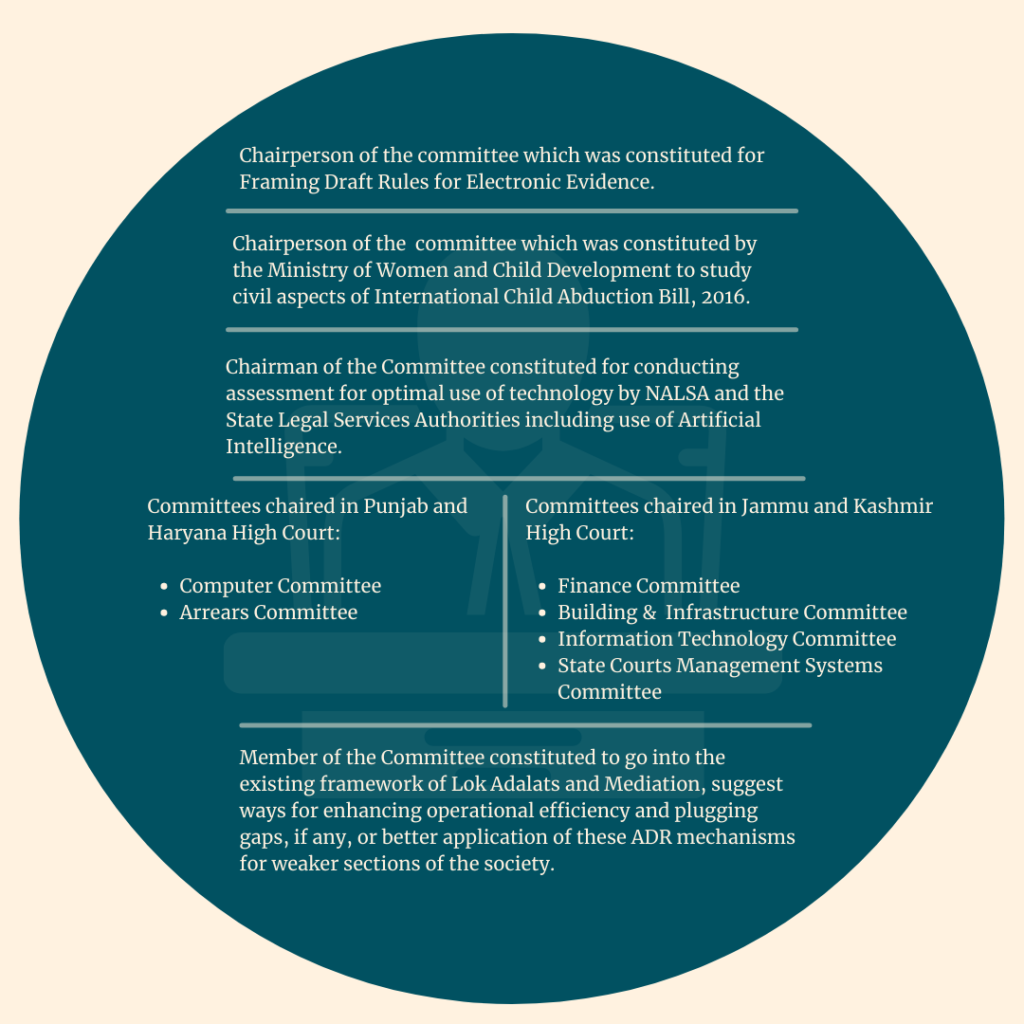 Chairperson of the committee which was constituted for
Framing Draft Rules for Electronic Evidence.
Chairperson of the  committee which was constituted by
the Ministry of Women and Child Development to study
civil aspects of International Child Abduction Bill, 2016.
Chairman of the Committee constituted for conducting
assessment for optimal use of technology by NALSA and the
State Legal Services Authorities including use of Artificial
Intelligence.
Committees chaired in Punjab and
Haryana High Court:
• Computer Committee
• Arrears Committee
Committees chaired in Jammu and Kashmir
High Court:
• Finance Committee
• Building &  Infrastructure Committee
• Information Technology Committee
• State Courts Management Systems
Committee
Member of the Committee constituted to go into the
existing framework of Lok Adalats and Mediation, suggest
ways for enhancing operational efficiency and plugging
gaps, if any, or better application of these ADR mechanisms
for weaker sections of the society.